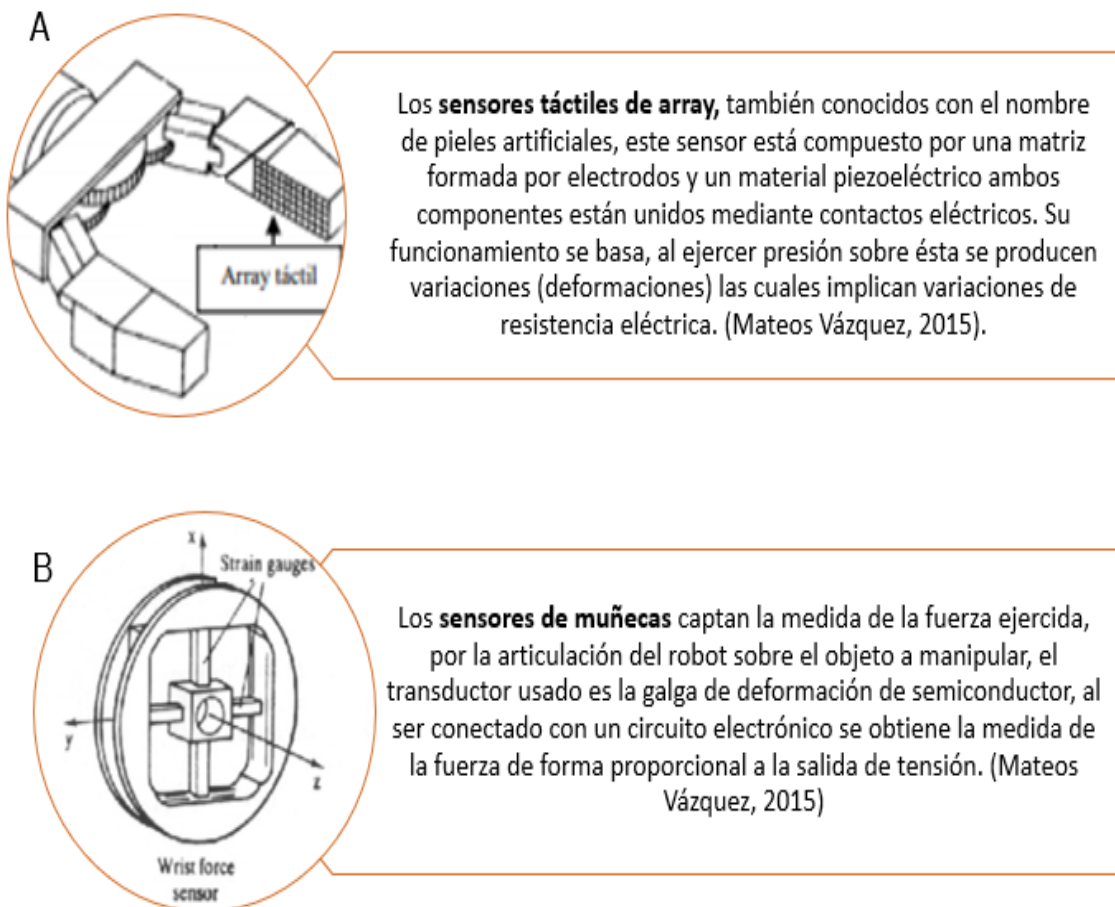 A
Los sensores táctiles de array, también conocidos con el nombre
de pieles artificiales, este sensor está compuesto por una matriz
formada por electrodos y un material piezoeléctrico ambos
componentes están unidos mediante contactos eléctricos. Su
funcionamiento se basa, al ejercer presión sobre ésta se producen
variaciones (deformaciones) las cuales implican variaciones de
resistencia eléctrica. (Mateos Vázquez, 2015).
Array táctil
B
x
Strain gauges
y
z
Wrist force
sensor
Los sensores de muñecas captan la medida de la fuerza ejercida,
por la articulación del robot sobre el objeto a manipular, el
transductor usado es la galga de deformación de semiconductor, al
ser conectado con un circuito electrónico se obtiene la medida de
la fuerza de forma proporcional a la salida de tensión. (Mateos
Vázquez, 2015)